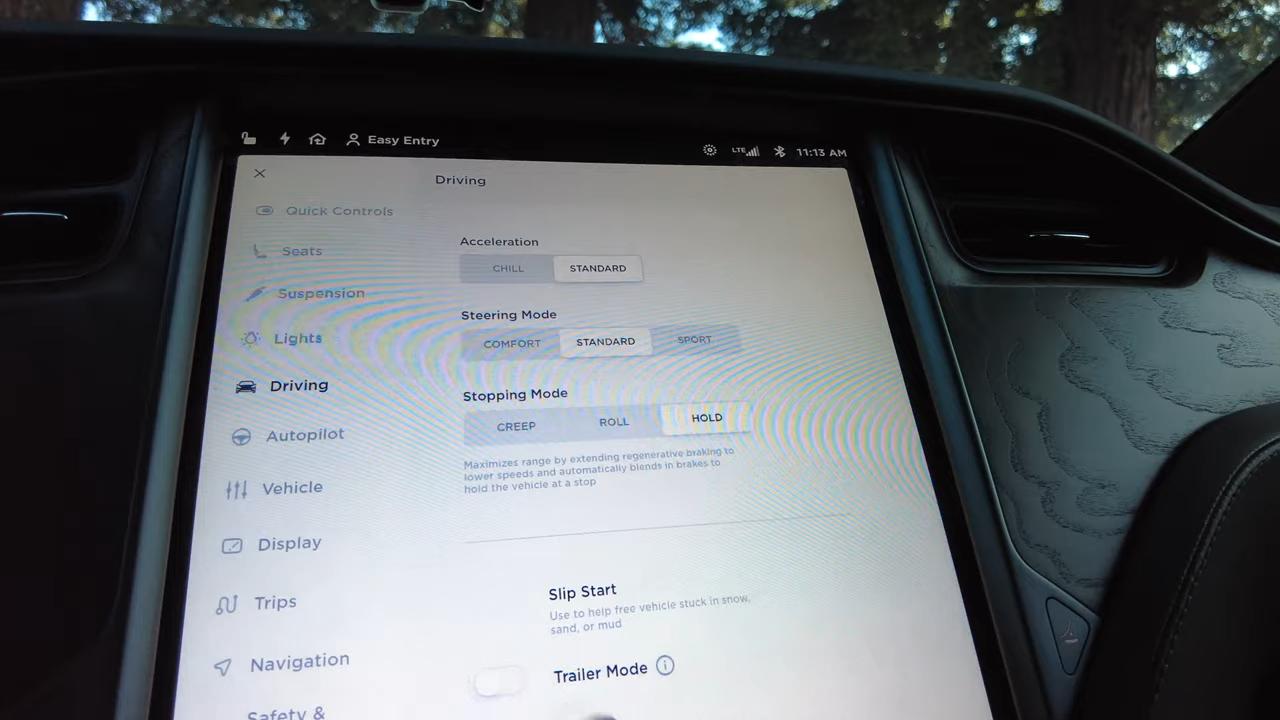 Easy Entry
LTE
11:13 AM
Driving
Quick Controls
Seats
Suspension
Lights
Driving
Autopilot
Vehicle
Display
Trips
Navigation
Safety &
Acceleration
CHILL
STANDARD
Steering Mode
COMFORT
STANDARD
SPORT
Stopping Mode
CREEP
ROLL
HOLD
Maximizes range by extending regenerative braking to
lower speeds and automatically blends in brakes to
hold the vehicle at a stop
Slip Start
Use to help free vehicle stuck in snow,
sand, or mud
Trailer Mode